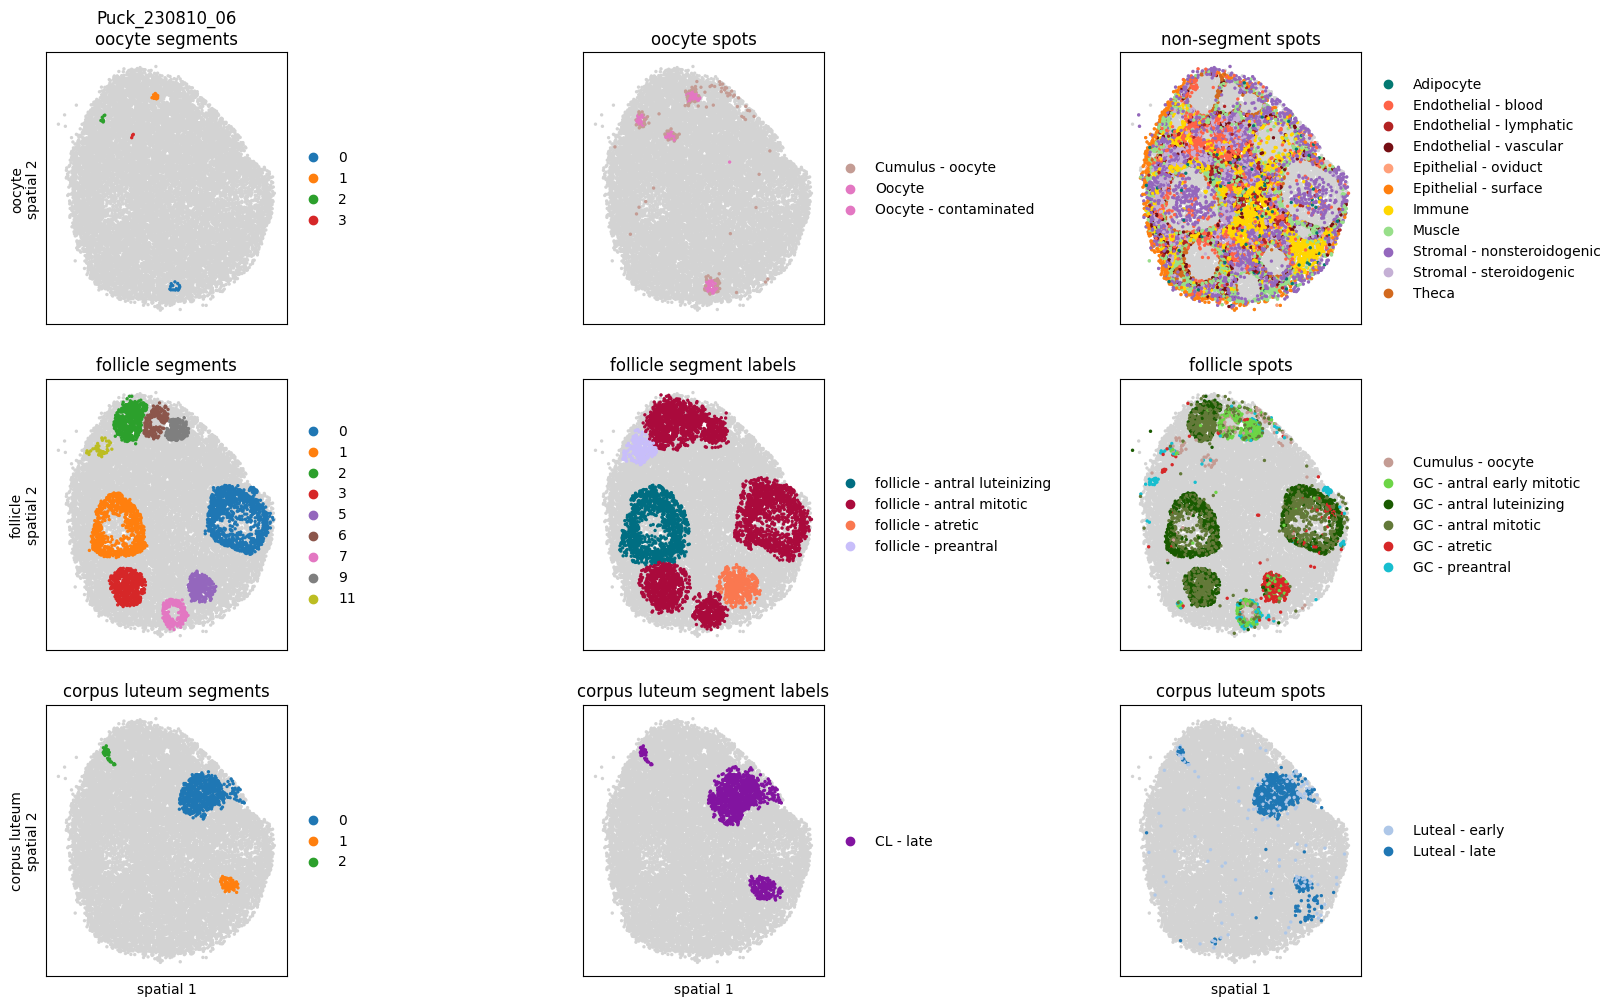 Puck_230810_06
oocyte segments
oocyte spots
non-segment spots
oocyte
spatial 2
0
1
2
3
Cumulus - oocyte
Oocyte
Oocyte - contaminated
Adipocyte
Endothelial - blood
Endothelial - lymphatic
Endothelial - vascular
Epithelial - oviduct
Epithelial - surface
Immune
Muscle
Stromal - nonsteroidogenic
Stromal - steroidogenic
Theca
follicle segments
follicle segment labels
follicle spots
follicle
spatial 2
0
1
2
3
5
6
7
9
11
follicle - antral luteinizing
follicle - antral mitotic
follicle - atretic
follicle - preantral
Cumulus - oocyte
GC - antral early mitotic
GC - antral luteinizing
GC - antral mitotic
GC - atretic
GC - preantral
corpus luteum segments
corpus luteum segment labels
corpus luteum spots
corpus luteum
spatial 2
0
1
2
CL - late
Luteal - early
Luteal - late
spatial 1
spatial 1
spatial 1